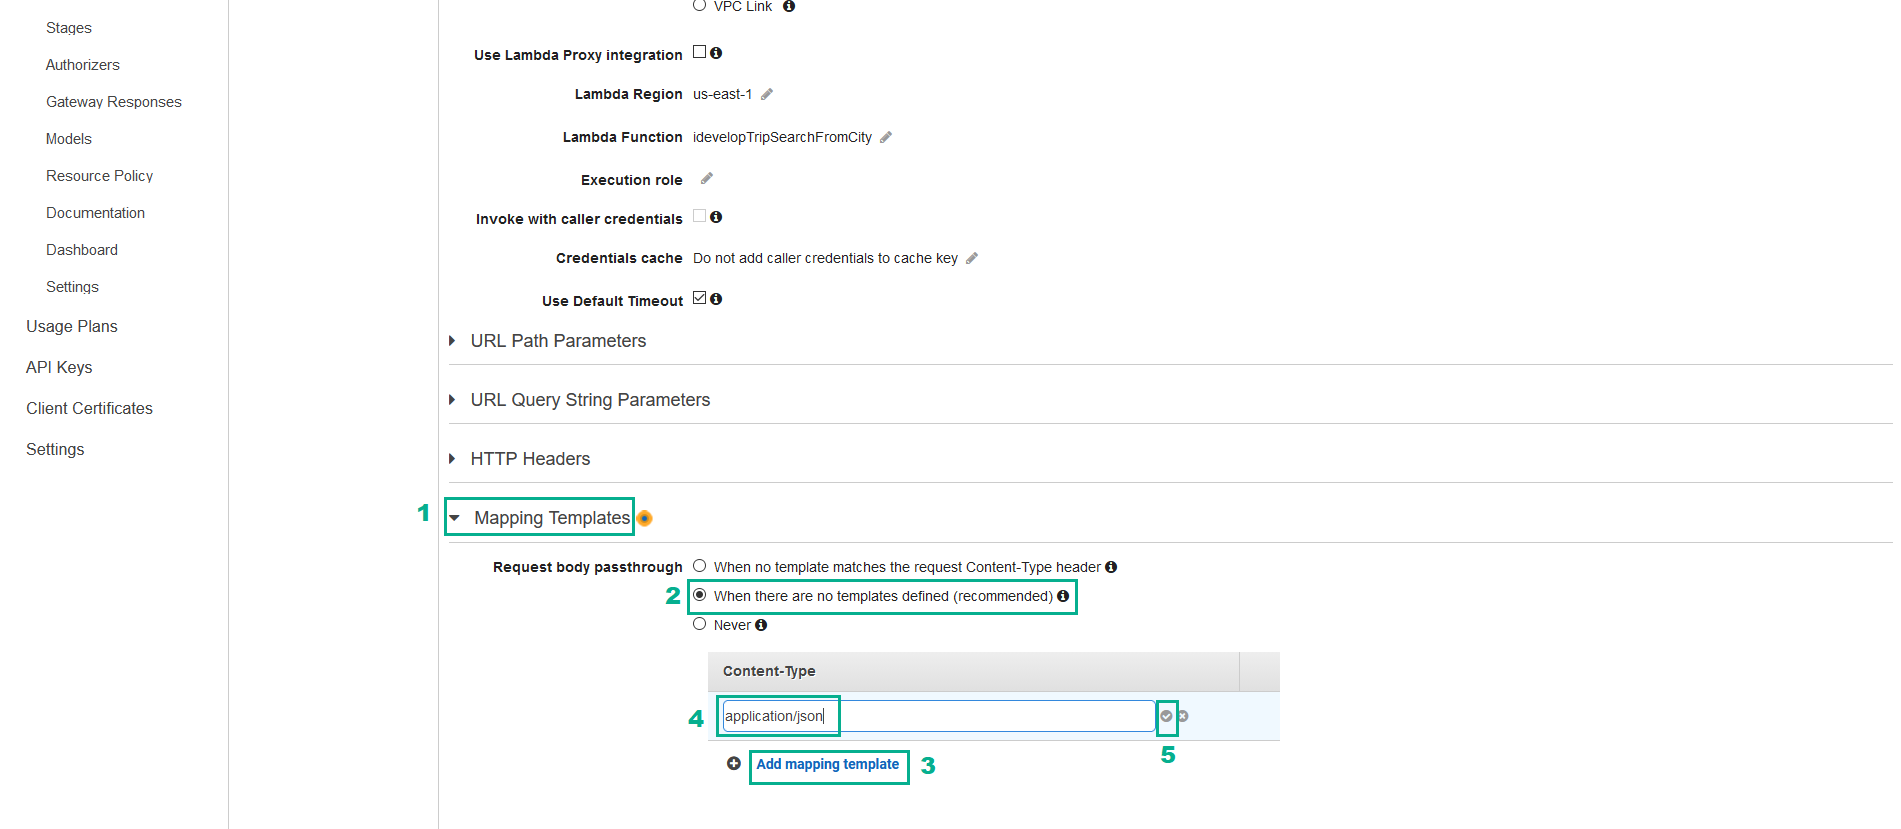 Stages
Authorizers
Gateway Responses
Models
Resource Policy
Documentation
Dashboard
Settings
Usage Plans
API Keys
Client Certificates
Settings
VPC Link
Use Lambda Proxy integration
Lambda Region us-east-1
Lambda Function idevelopTripSearchFromCity
Execution role
Invoke with caller credentials
Credentials cache Do not add caller credentials to cache key
Use Default Timeout
URL Path Parameters
URL Query String Parameters
HTTP Headers
1 Mapping Templates
Request body passthrough When no template matches the request Content-Type header
2 When there are no templates defined (recommended)
Never
Content-Type
4 application/json
5
Add mapping template 3